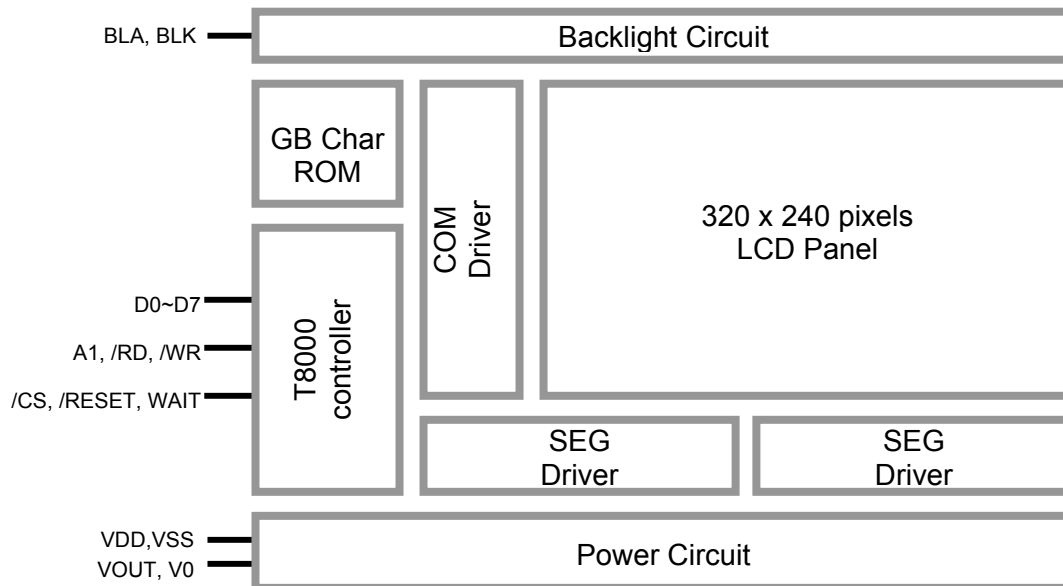 BLA, BLK
Backlight Circuit
GB Char
ROM
COM
Driver
320 x 240 pixels
LCD Panel
D0~D7
A1, /RD, /WR
/CS, /RESET, WAIT
T8000
controller
SEG
Driver
SEG
Driver
VDD,VSS
VOUT, V0
Power Circuit